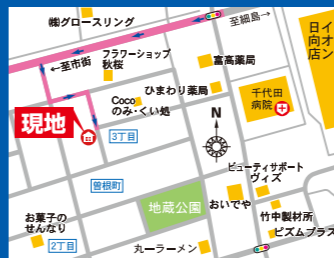 ㈱グロースリング
至細島→
フラワーショップ
秋桜
←至市街
富高薬局
イオン
日向店
ひまわり薬局
千代田
病院
Coco
のみ・くい処
現地
3丁目
N
曽根町
ビューティサポート
ヴィズ
地蔵公園
おいでや
お菓子の
せんなり
竹中製材所
2丁目
丸一ラーメン
ピズムプラス